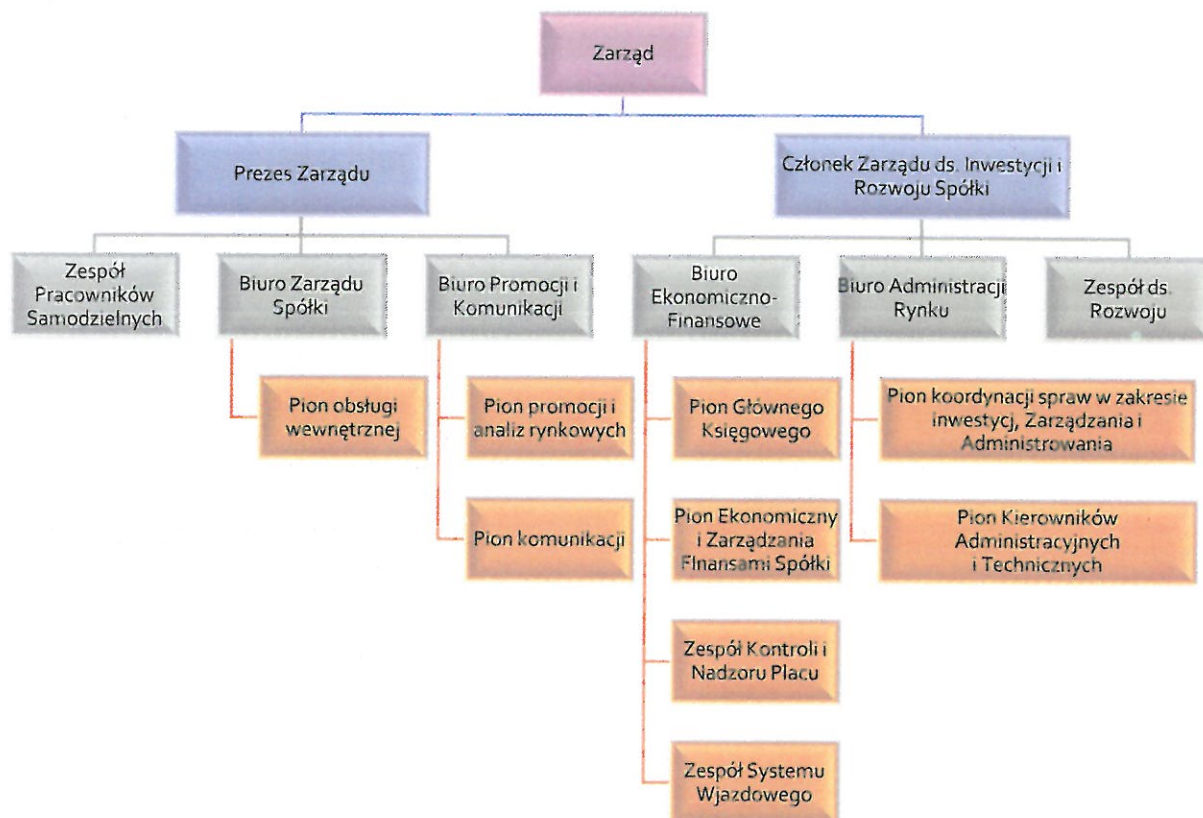 Zarząd
Prezes Zarządu
Członek Zarządu ds. Inwestycji i
Rozwoju Spółki
Zespół
Pracowników
Samodzielnych
Biuro Zarządu
Spółki
Biuro Promocji i
Komunikacji
Biuro
Ekonomiczno-
Finansowe
Biuro Administracji
Rynku
Zespół ds.
Rozwoju
Pion obsługi
wewnętrznej
Pion promocji i
analiz rynkowych
Pion komunikacji
Pion Głównego
Księgowego
Pion Ekonomiczny
i Zarządzania
FInansami Spółki
Zespół Kontroli i
Nadzoru Placu
Zespół Systemu
Wjazdowego
Pion koordynacji spraw w zakresie
inwestycj, Zarządzania i
Administrowania
Pion Kierowników
Administracyjnych
i Technicznych